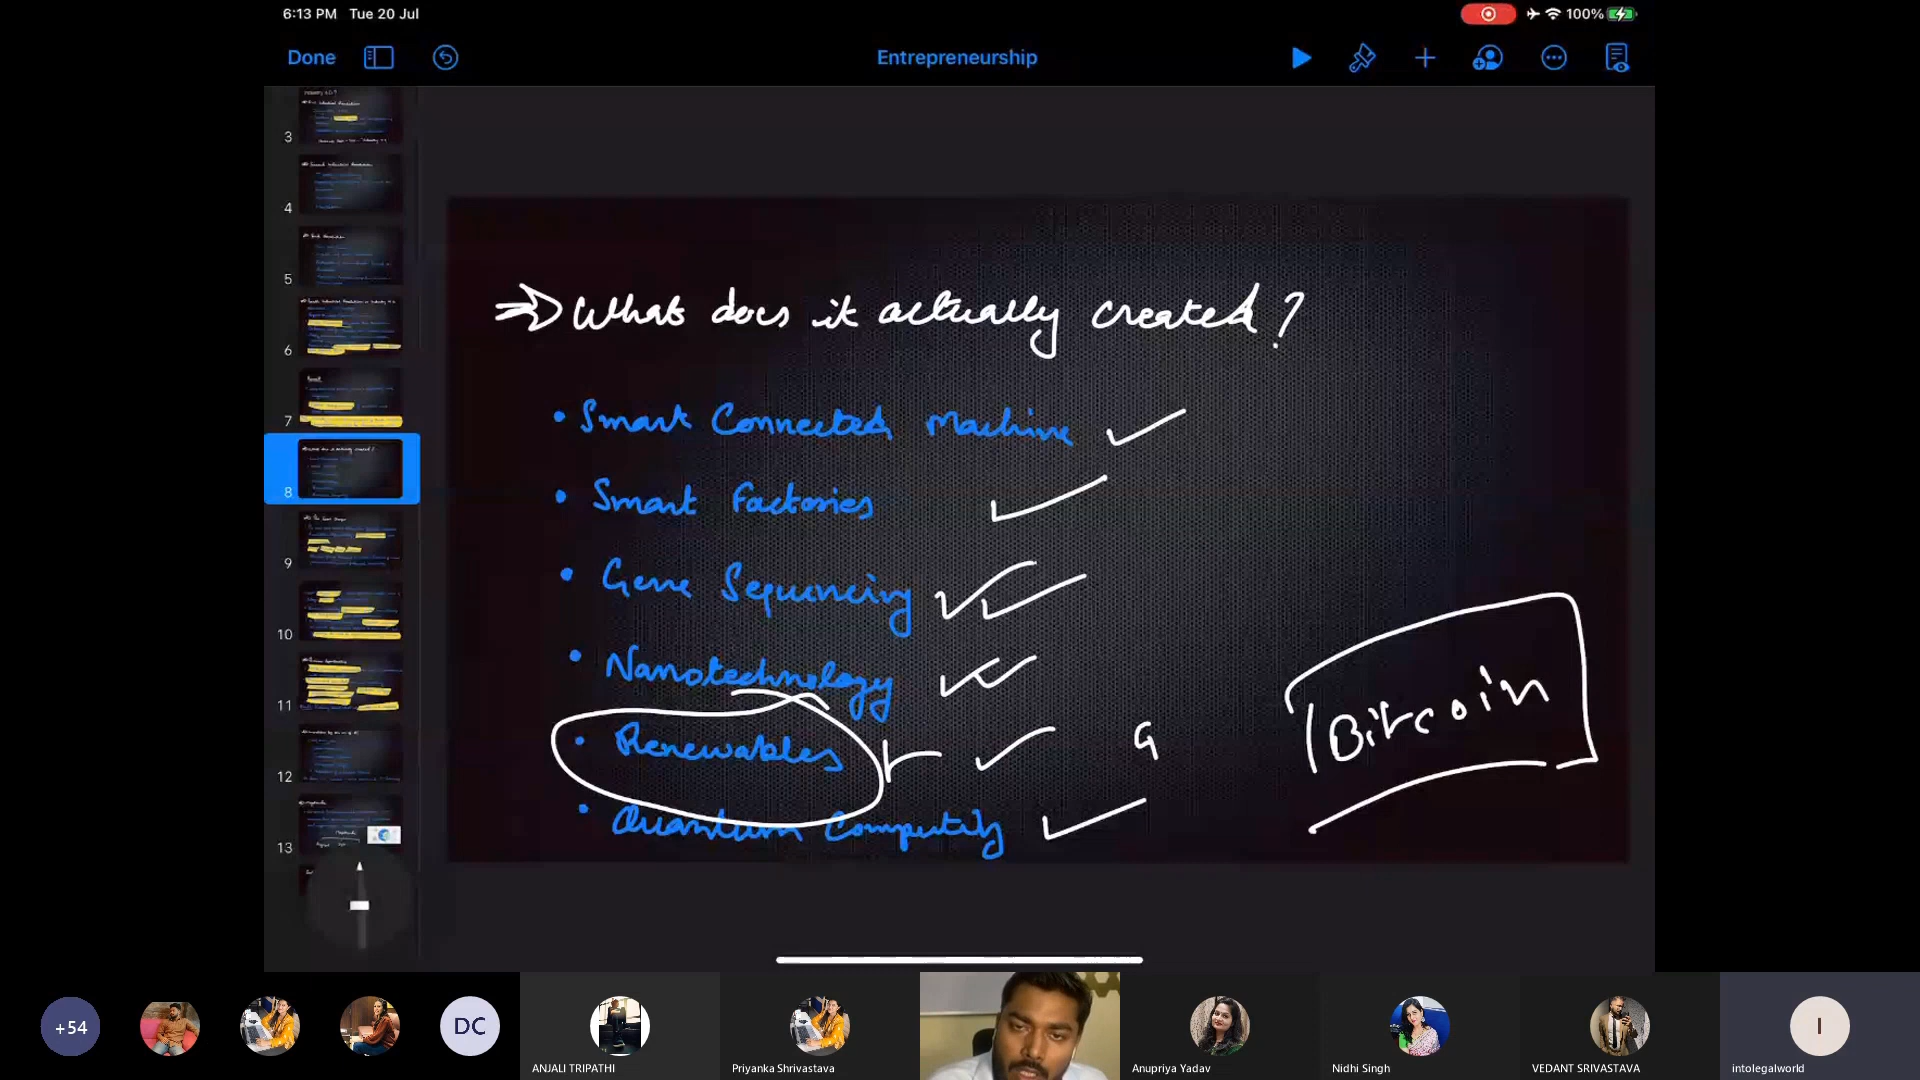 6:13 PM Tue 20 Jul
100%
Done
Entrepreneurship
3
4
5
6
7
8
9
10
11
12
13
What does it actually created?
• Smart Connected Machine
• Smart Factories
• Gene Sequencing
• Nanotechnology
• Renewables
G
Bitcoin
• Quantum Computing
+54
DC
I
ANJALI TRIPATHI
Priyanka Shrivastava
Anupriya Yadav
Nidhi Singh
VEDANT SRIVASTAVA
intolegalworld